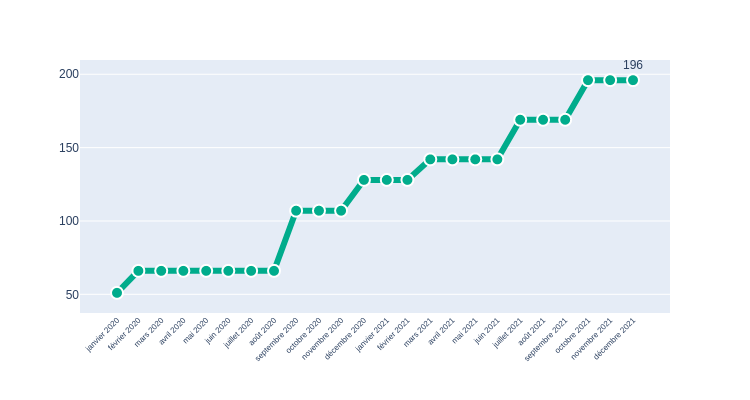 196
200
150
100
50
janvier 2020
février 2020
mars 2020
avril 2020
mai 2020
juin 2020
juillet 2020
août 2020
septembre 2020
octobre 2020
novembre 2020
décembre 2020
janvier 2021
février 2021
mars 2021
avril 2021
mai 2021
juin 2021
juillet 2021
août 2021
septembre 2021
octobre 2021
novembre 2021
décembre 2021